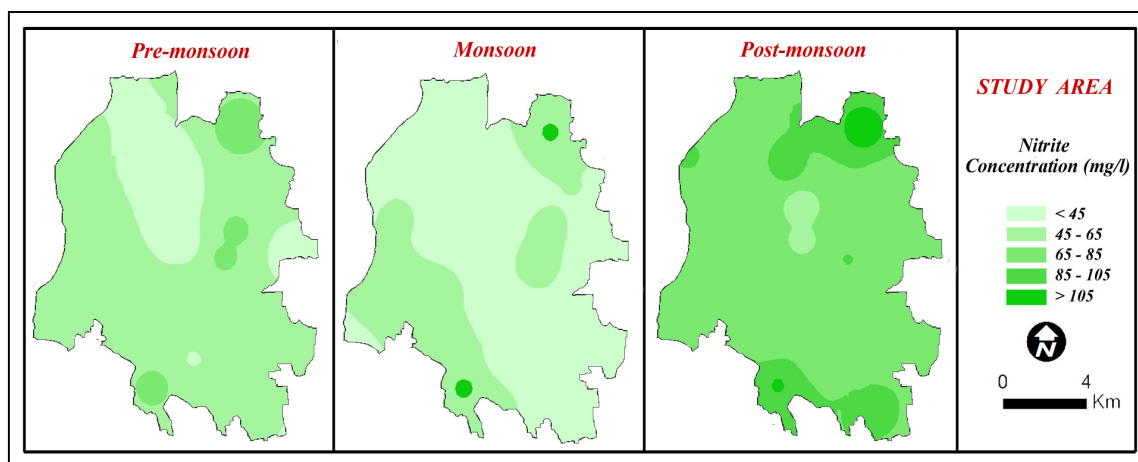 Pre-monsoon
Monsoon
Post-monsoon
STUDY AREA
Nitrite
Concentration (mg/l)
< 45
45 - 65
65 - 85
85 - 105
> 105
N
0 4
Km